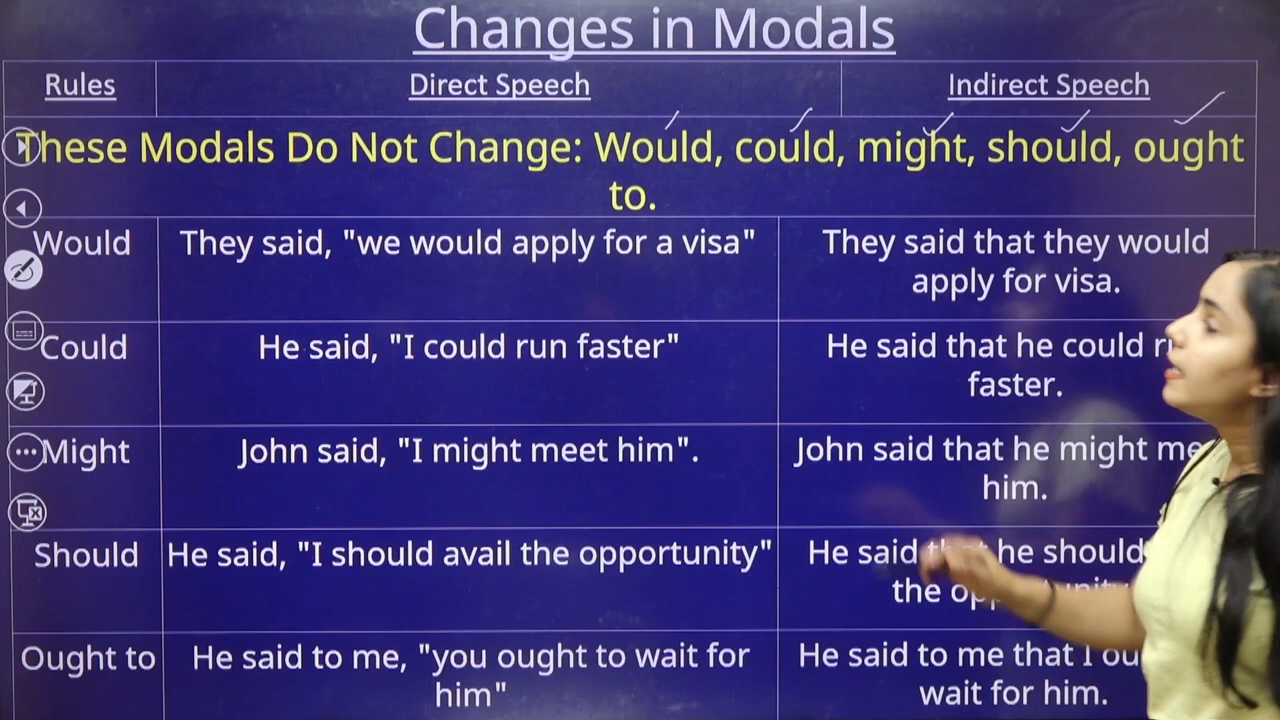 Changes in Modals
Rules
Direct Speech
Indirect Speech
These Modals Do Not Change: Would, could, might, should, ought
to.
Would
They said, "we would apply for a visa"
They said that they would
apply for visa.
Could
He said, "I could run faster"
He said that he could
faster.
Might
John said, "I might meet him".
John said that he might
him.
Should
He said, "I should avail the opportunity"
He said that he should
the
Ought to
He said to me, "you ought to wait for
him"
He said to me that I
wait for him.